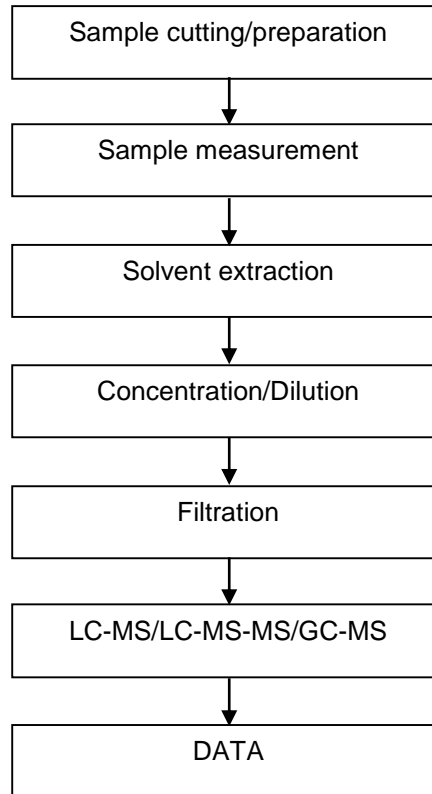 Sample cutting/preparation
Sample measurement
Solvent extraction
Concentration/Dilution
Filtration
LC-MS/LC-MS-MS/GC-MS
DATA